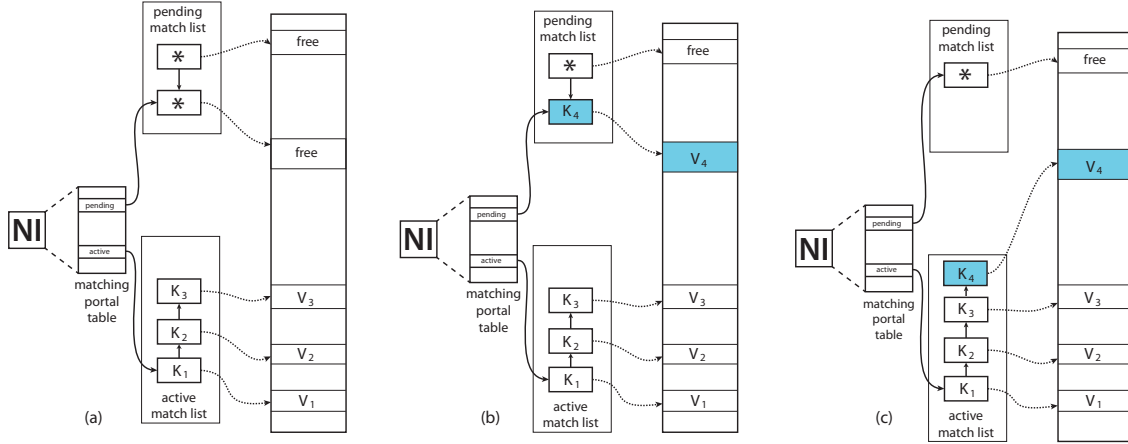 pending
match list
*
*
free
free
NI
pending
active
matching
portal
table
K3
K2
K1
V3
V2
V1
active
match list
(a)
pending
match list
*
K4
free
V4
NI
pending
active
matching
portal
table
K3
K2
K1
V3
V2
V1
active
match list
(b)
pending
match list
*
free
V4
NI
pending
active
matching
portal
table
K4
K3
K2
K1
V3
V2
V1
active
match list
(c)